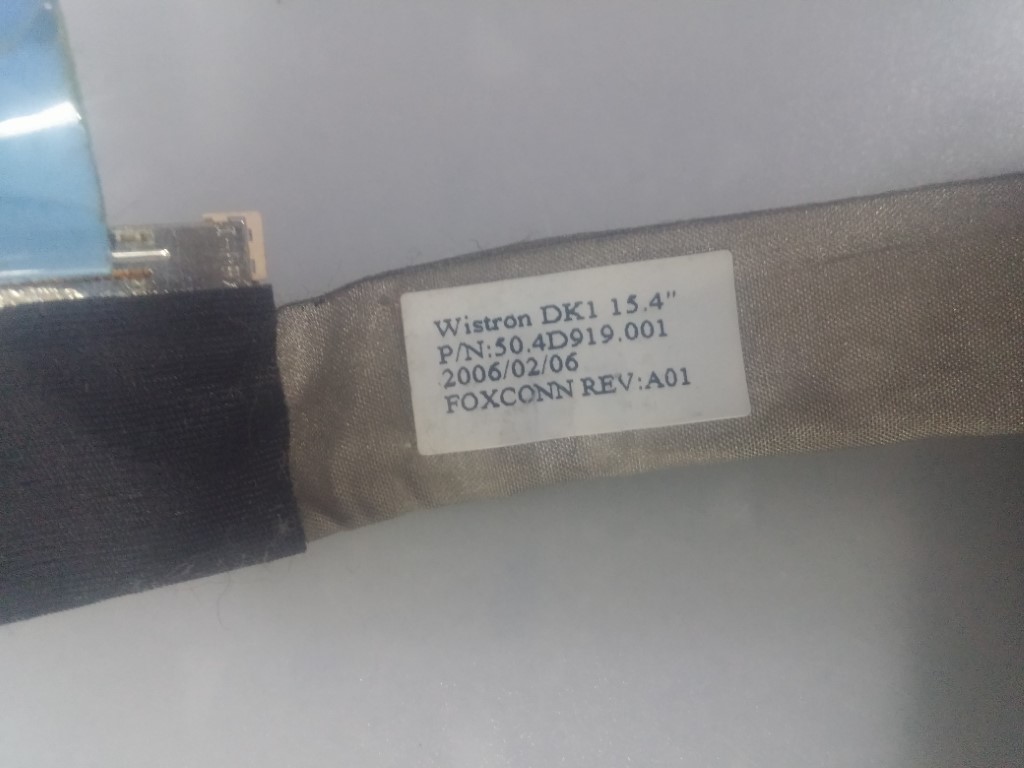 Wistron DK1 15.4"
P/N:50.4D919.001
2006/02/06
FOXCONN REV:A01